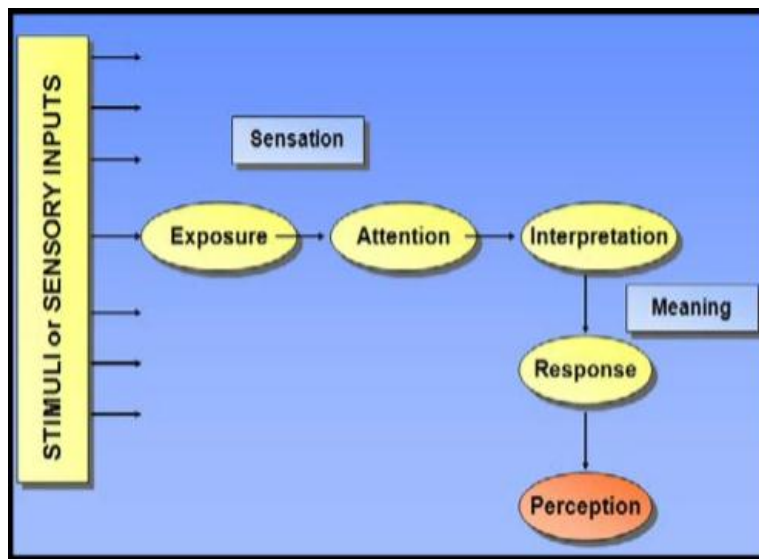 STIMULI or SENSORY INPUTS
Sensation
Exposure
Attention
Interpretation
Meaning
Response
Perception